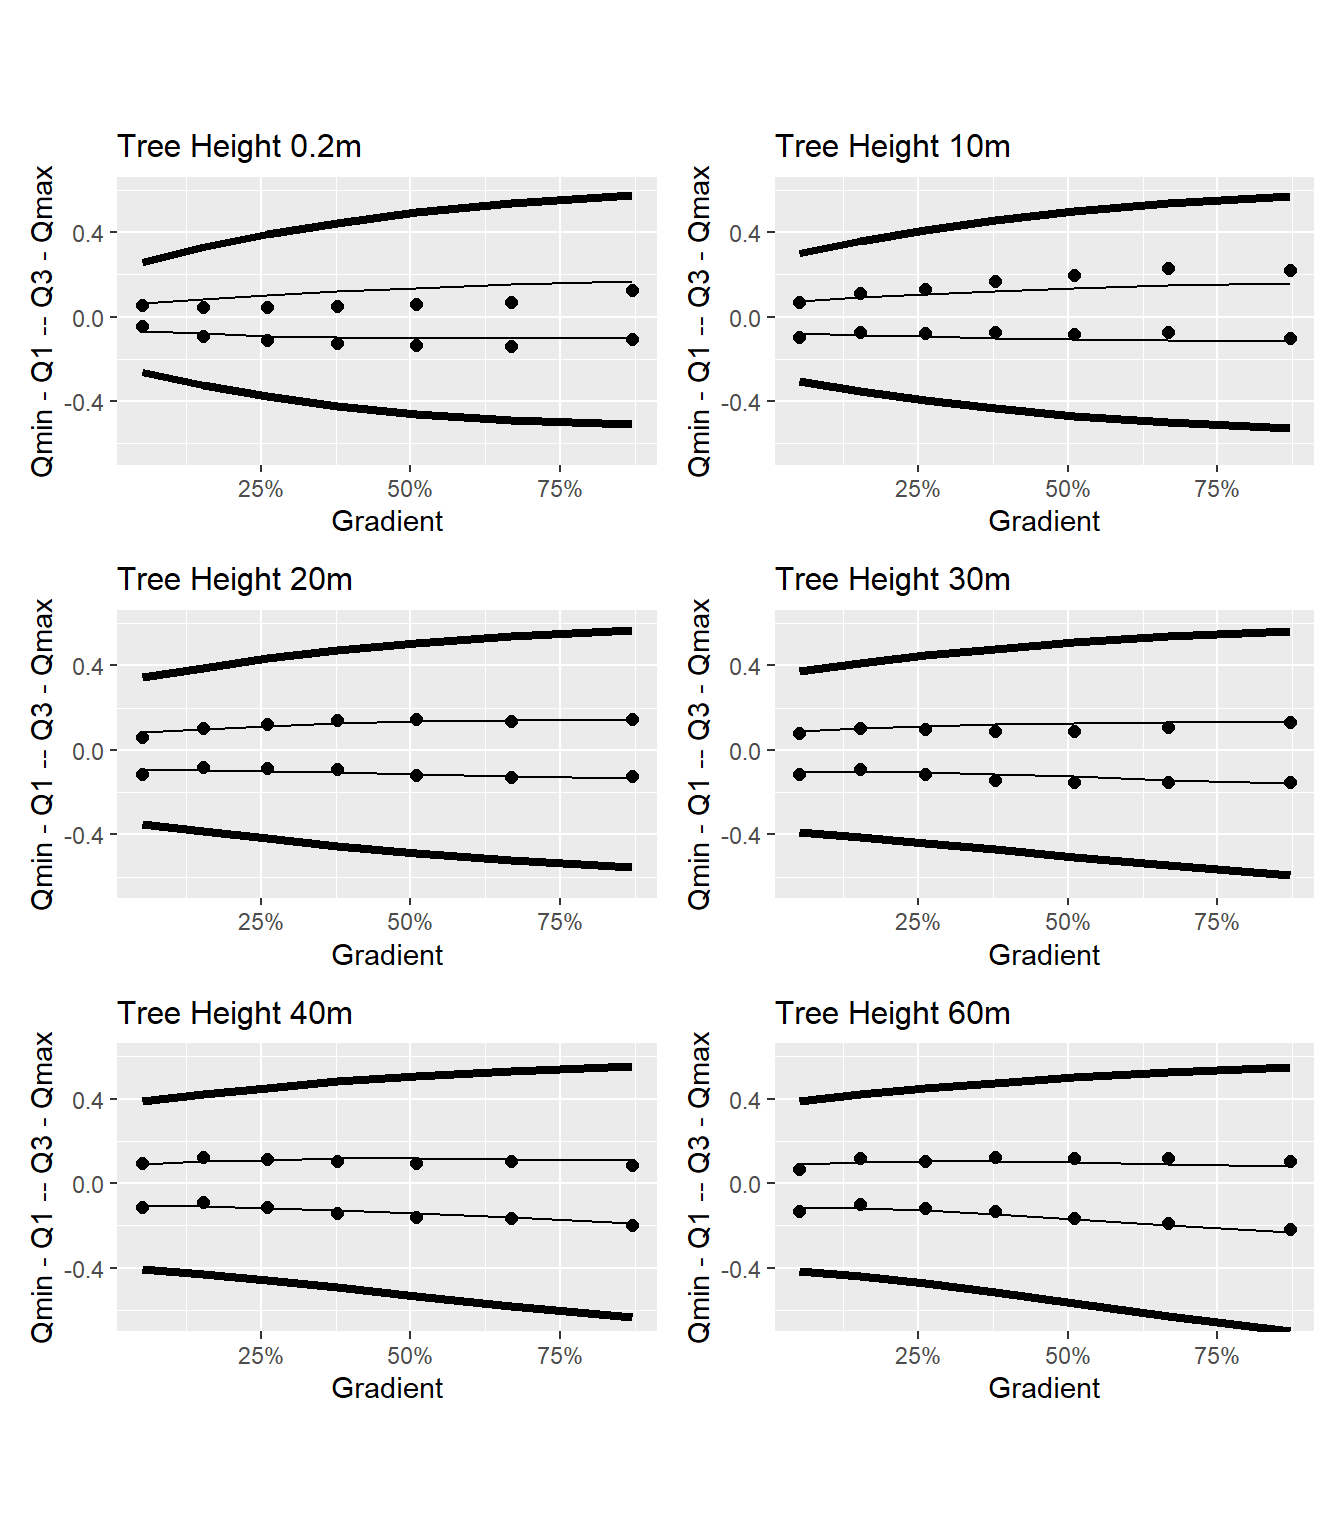 Tree Height 0.2m
Qmin - Q1 -- Q3 - Qmax
0.4
0.0
-0.4
25% 50% 75%
Gradient
Tree Height 10m
Qmin - Q1 -- Q3 - Qmax
0.4
0.0
-0.4
25% 50% 75%
Gradient
Tree Height 20m
Qmin - Q1 -- Q3 - Qmax
0.4
0.0
-0.4
25% 50% 75%
Gradient
Tree Height 30m
Qmin - Q1 -- Q3 - Qmax
0.4
0.0
-0.4
25% 50% 75%
Gradient
Tree Height 40m
Qmin - Q1 -- Q3 - Qmax
0.4
0.0
-0.4
25% 50% 75%
Gradient
Tree Height 60m
Qmin - Q1 -- Q3 - Qmax
0.4
0.0
-0.4
25% 50% 75%
Gradient